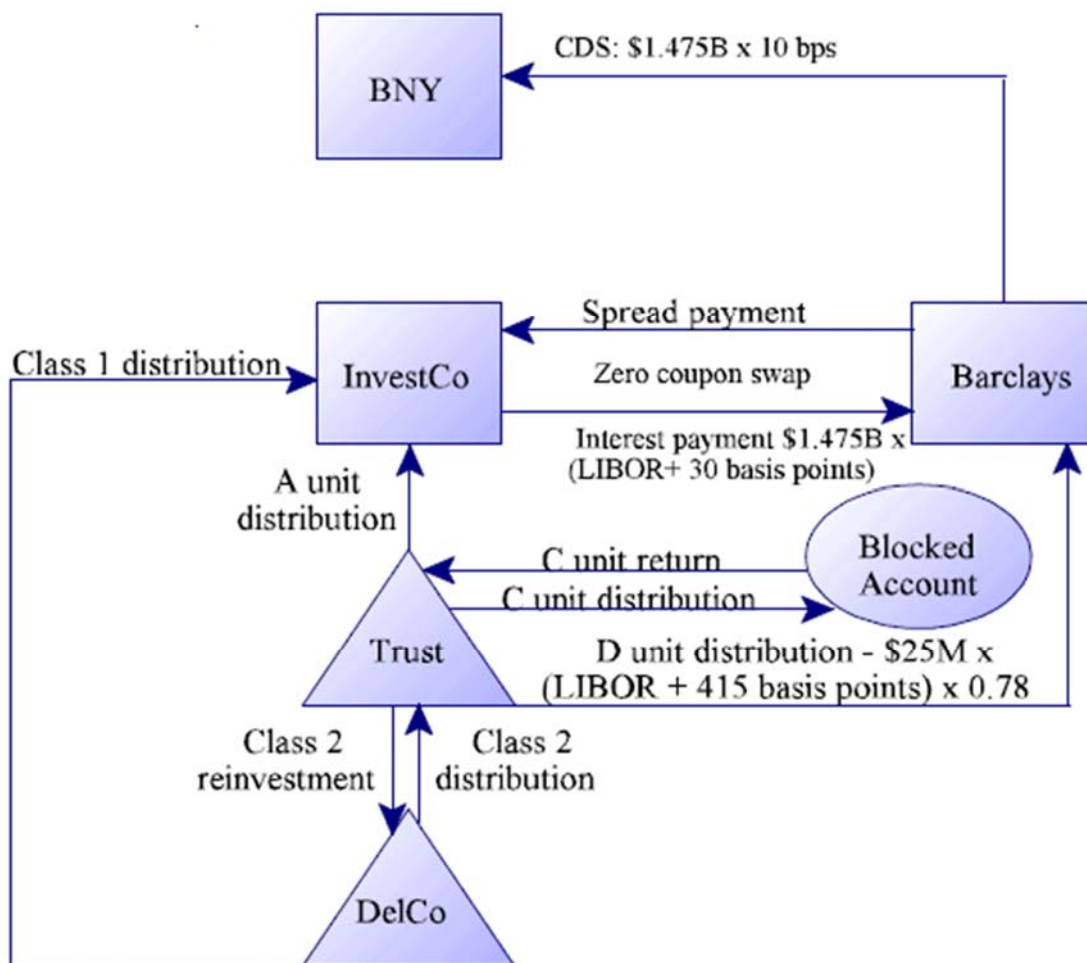 CDS: $1.475B x 10 bps
BNY
Spread payment
Class 1 distribution
InvestCo
Zero coupon swap
Barclays
Interest payment $1.475B x
(LIBOR+ 30 basis points)
A unit
distribution
Blocked
Account
C unit return
C unit distribution
Trust
D unit distribution - $25M x
(LIBOR + 415 basis points) x 0.78
Class 2
reinvestment
Class 2
distribution
DelCo